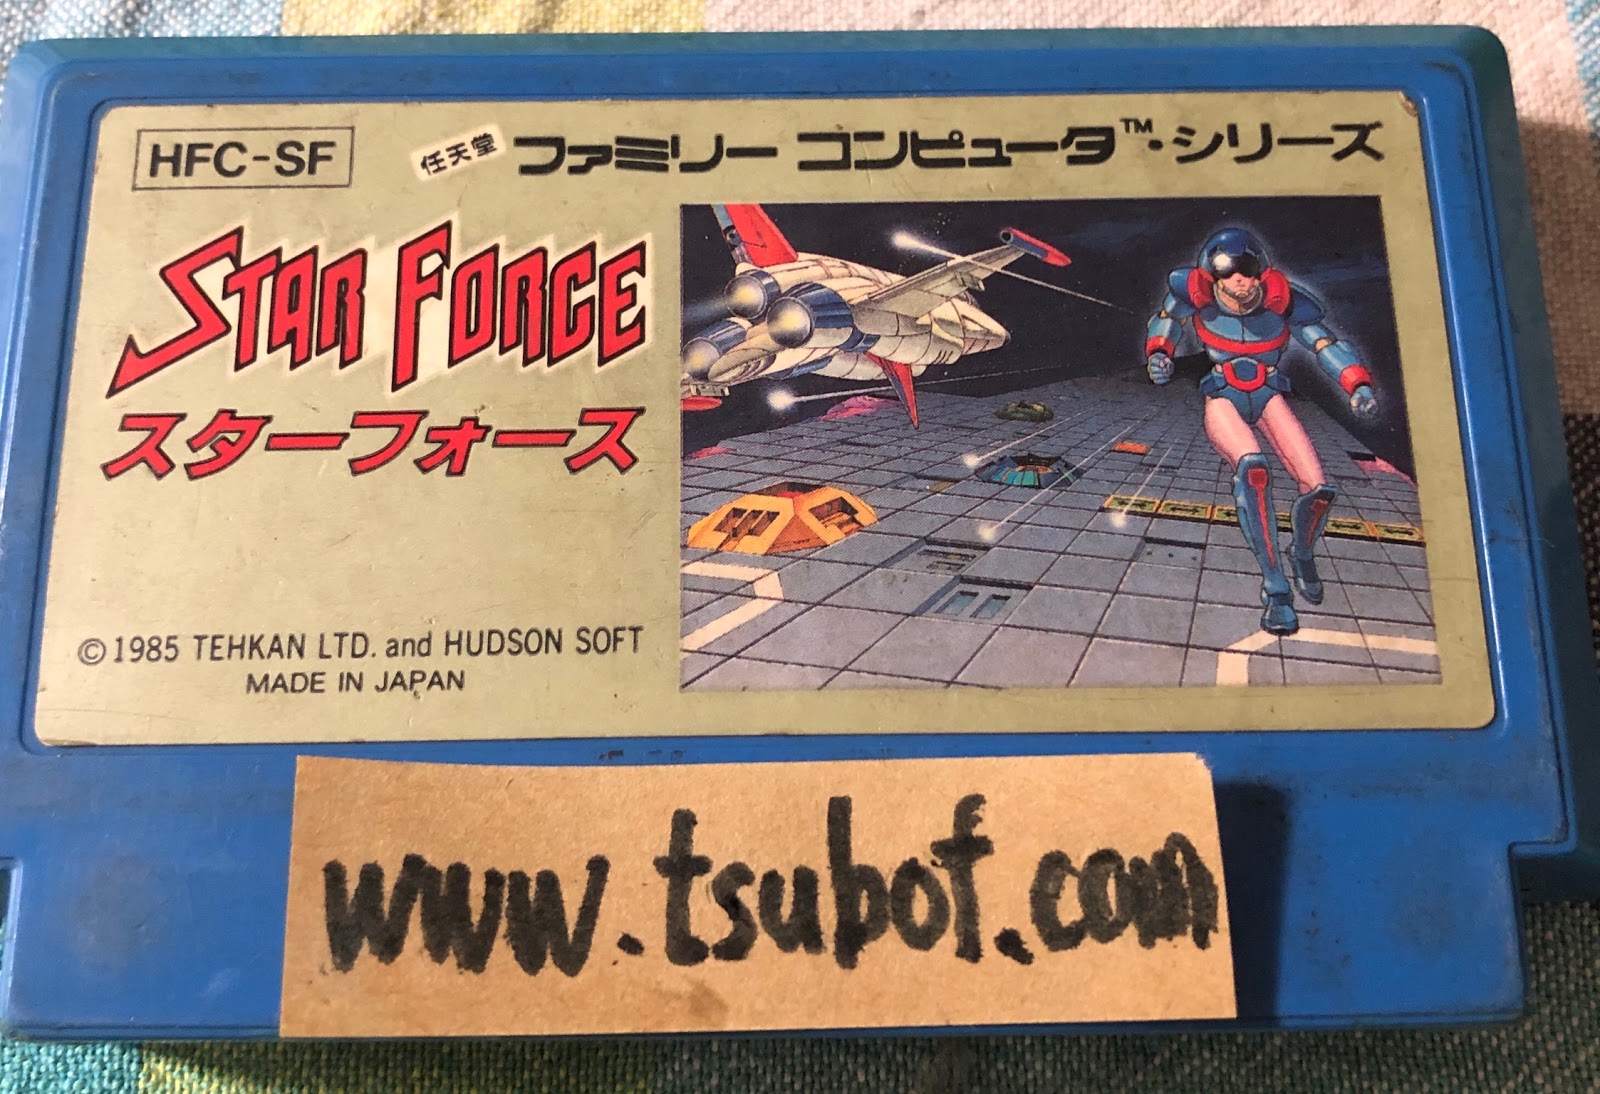 HFC-SF
任天堂 ファミリー コンピュータ™・シリーズ
STAR FORCE
スターフォース
©1985 TEHKAN LTD. and HUDSON SOFT
MADE IN JAPAN
www.tsubof.com